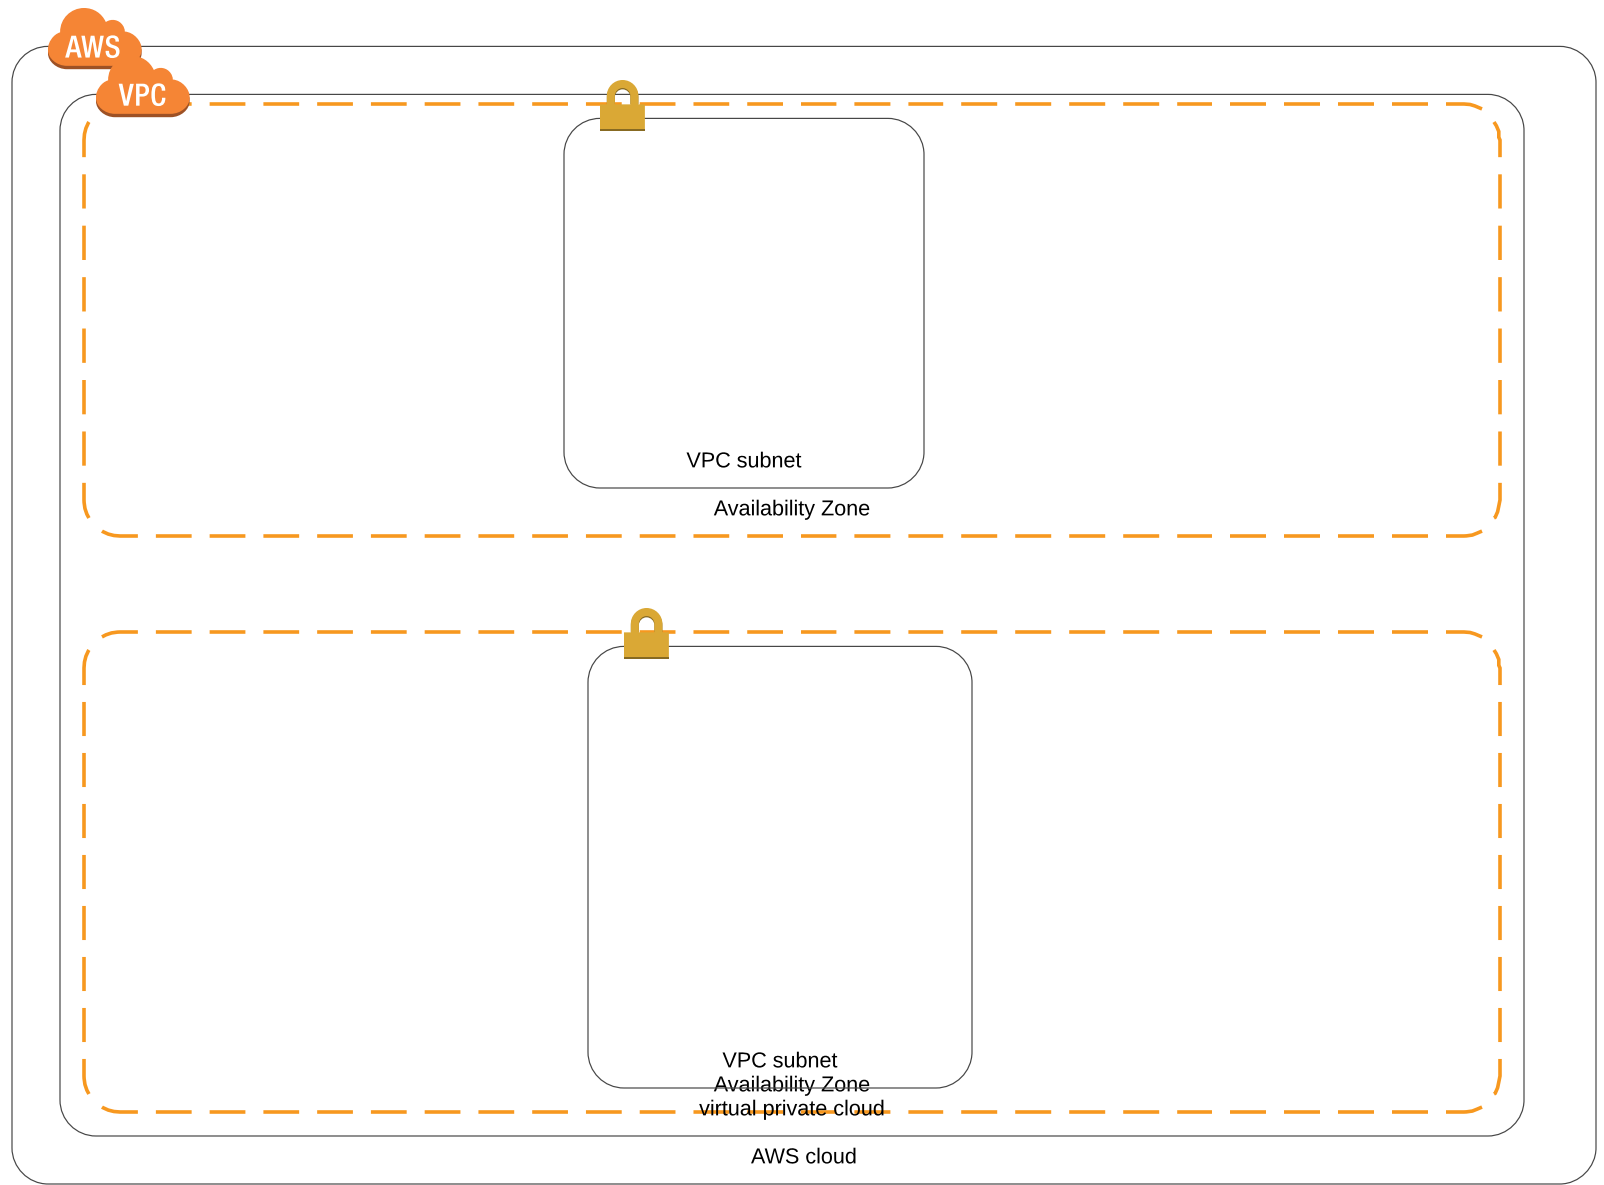 AWS
VPC
VPC subnet
Availability Zone
VPC subnet
Availability Zone
virtual private cloud
AWS cloud